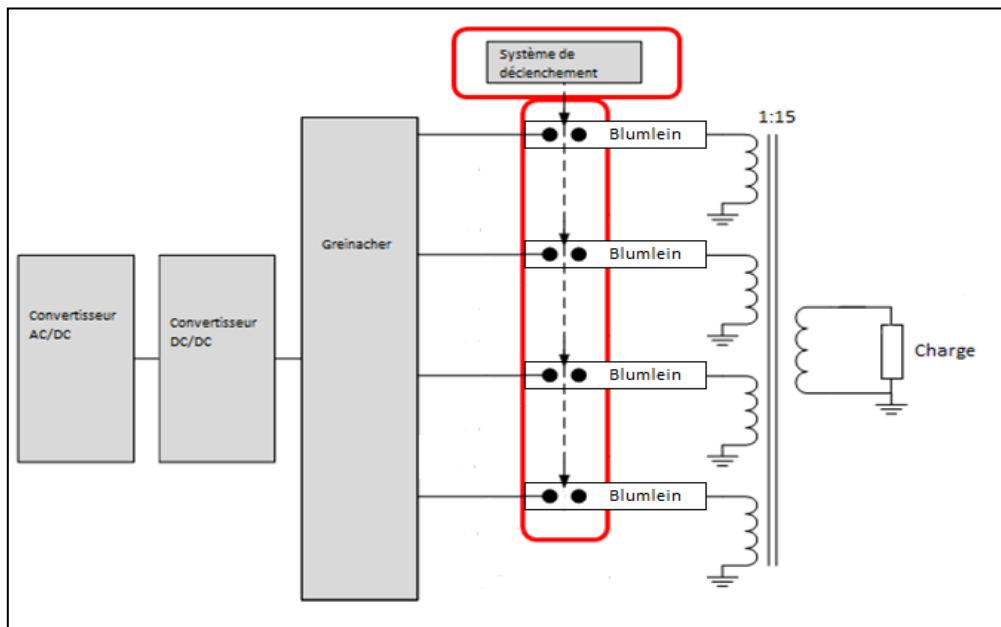 Système de
déclenchement
1:15
Blumlein
Greinacher
Blumlein
Convertisseur
AC/DC
Convertisseur
DC/DC
Charge
Blumlein
Blumlein